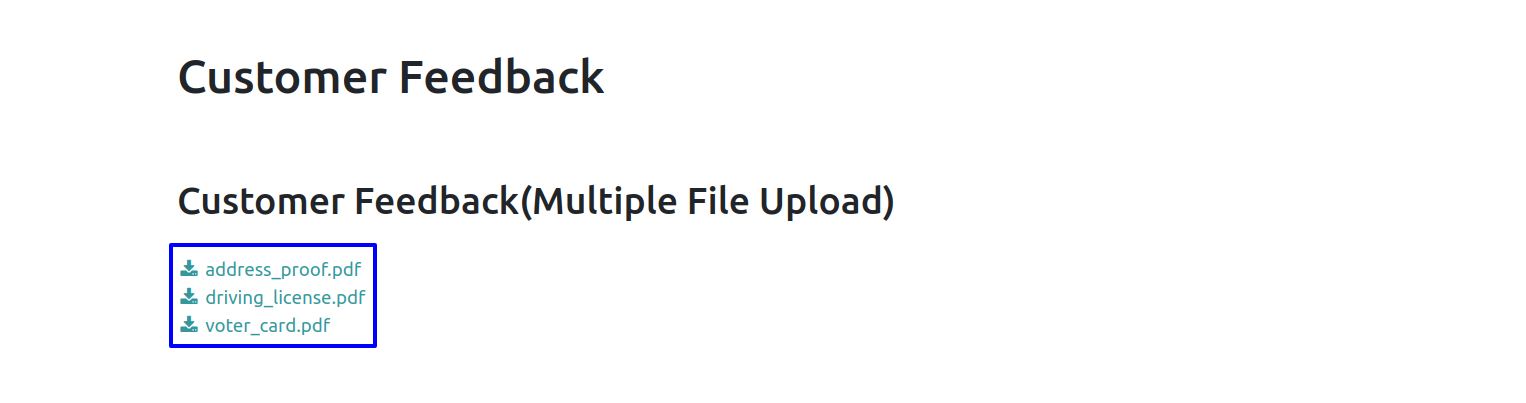 Customer Feedback
Customer Feedback(Multiple File Upload)
address_proof.pdf
driving_license.pdf
voter_card.pdf